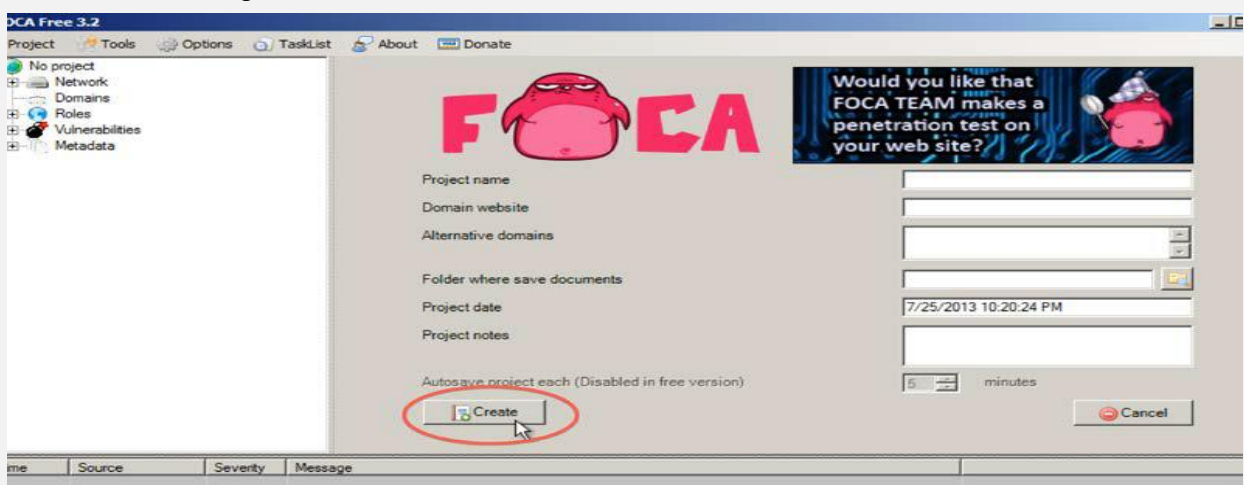 OCA Free 3.2
Project Tools Options TaskList About Donate
No project
Network
Domains
Roles
Vulnerabilities
Metadata
FOCA
Would you like that
FOCA TEAM makes a
penetration test on
your web site?
Project name
Domain website
Alternative domains
Folder where save documents
Project date 7/25/2013 10:20:24 PM
Project notes
Autosave project each (Disabled in free version) 5 minutes
Create Cancel
me Source Severity Message